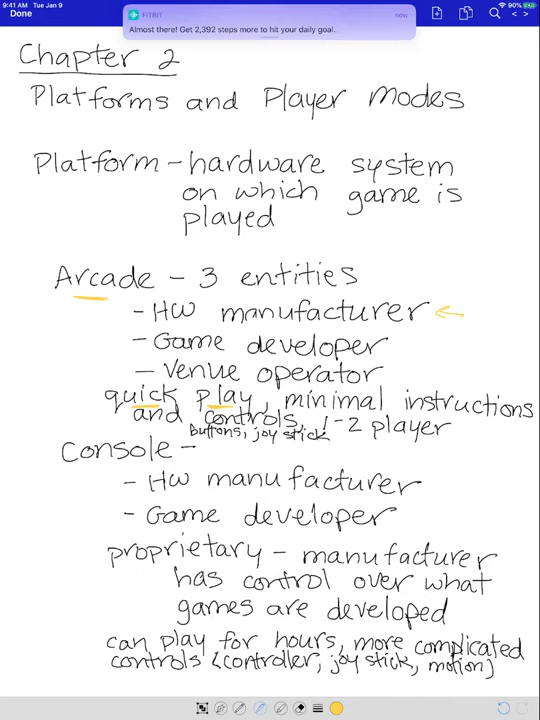 9:41 AM Tue Jan 9
90%
Done
FITBIT
now
Almost there! Get 2,392 steps more to hit your daily goal.
Chapter 2
Platforms and Player Modes
Platform - hardware system
on which game is
played
Arcade - 3 entities
- HW manufacturer ←
- Game developer
- Venue operator
quick play, minimal instructions
and controls, 1-2 player
buttons, joy stick
Console -
- HW manufacturer
- Game developer
proprietary - manufacturer
has control over what
games are developed
can play for hours, more complicated
controls (controller, joy stick, motion)